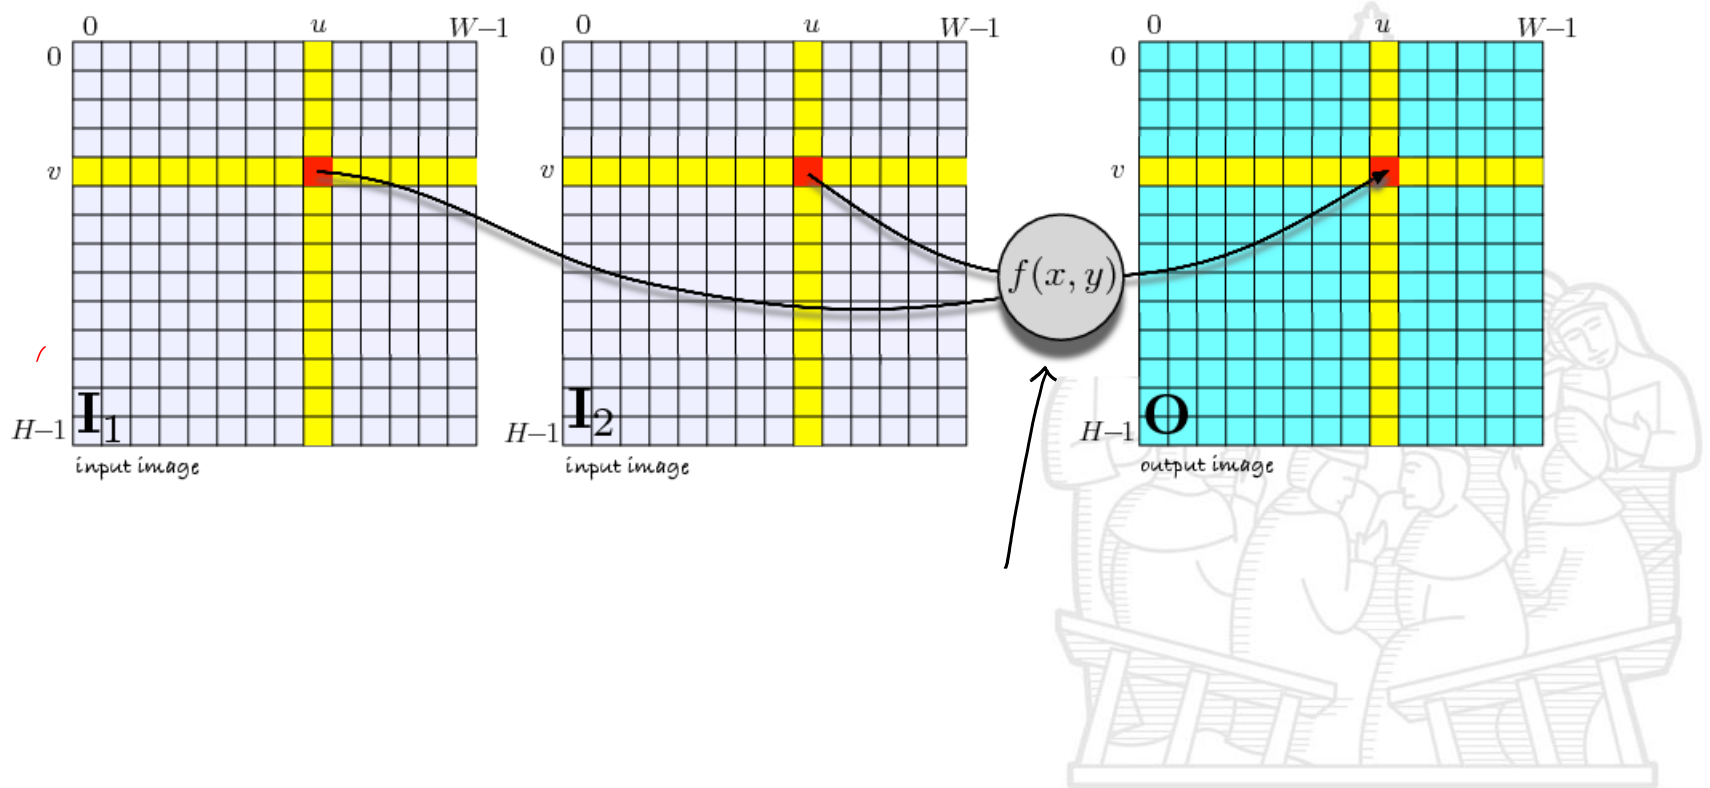 0 u W–1
0
v
H–1
I₁
input image
0 u W–1
0
v
H–1
I₂
input image
f(x, y)
0 u W–1
0
v
H–1
O
output image